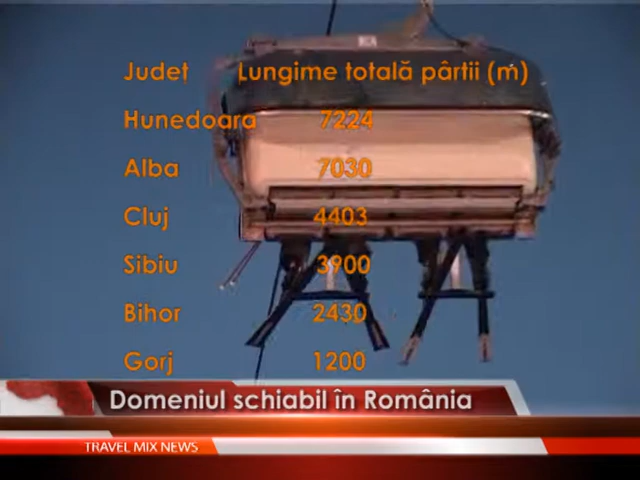 Județ Lungime totală pârtii (m)
Hunedoara 7224
Alba 7030
Cluj 4403
Sibiu 3900
Bihor 2430
Gorj 1200
Domeniul schiabil în România
TRAVEL MIX NEWS